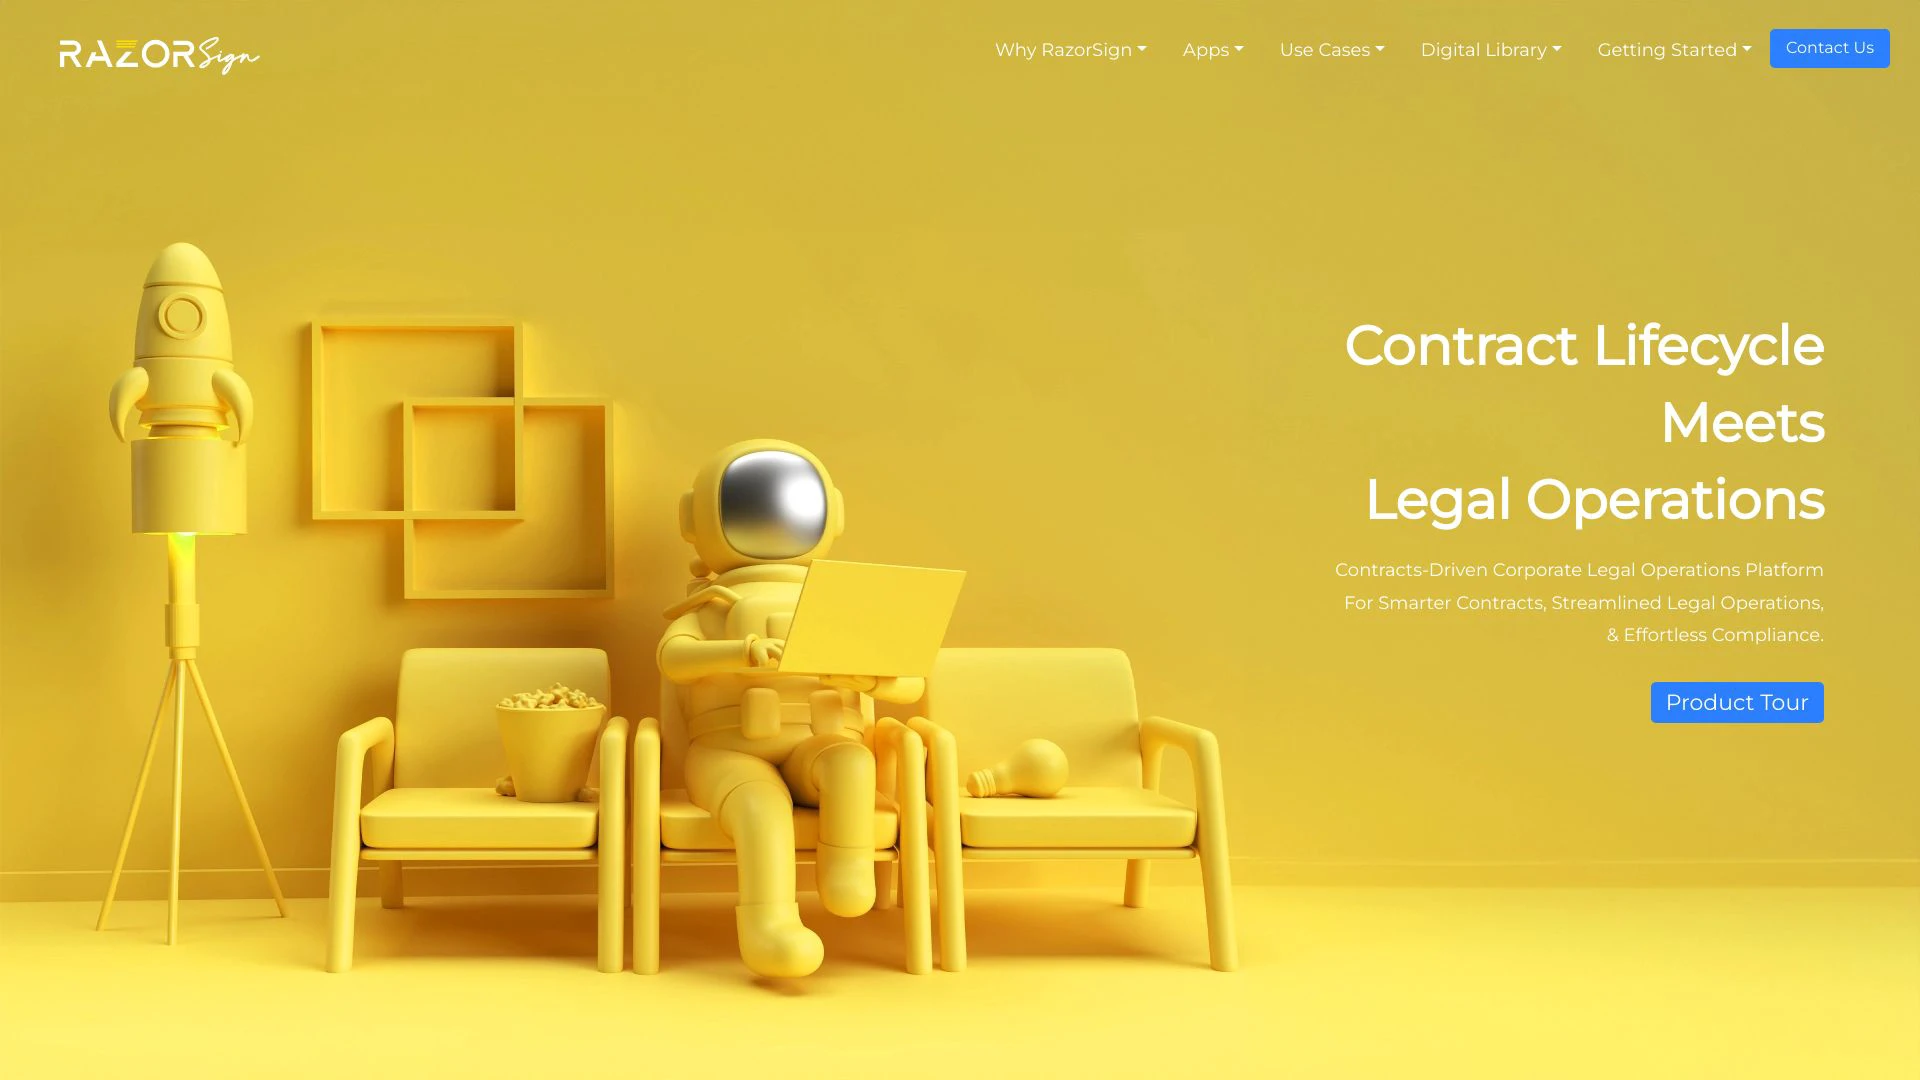 RAZORSign
Why RazorSign
Apps
Use Cases
Digital Library
Getting Started
Contact Us
Contract Lifecycle
Meets
Legal Operations
Contracts-Driven Corporate Legal Operations Platform
For Smarter Contracts, Streamlined Legal Operations,
& Effortless Compliance.
Product Tour